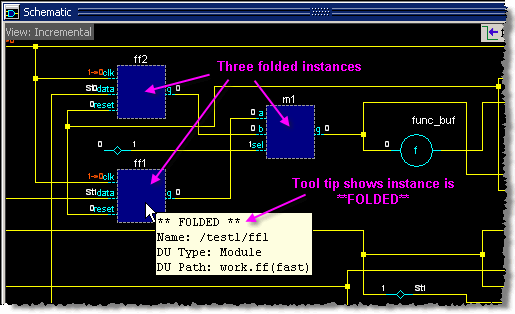 Schematic
View: Incremental
ff2
1->0 clk
St1 data
q 0
0 reset
Three folded instances
m1
a
0 b
q 0
1 sel
0
1
func_buf
0
f
ff1
1->0 clk
St1 data
q 0
0 reset
Tool tip shows instance is
**FOLDED**
** FOLDED **
Name: /test1/ff1
DU Type: Module
DU Path: work.ff(fast)
0
St1